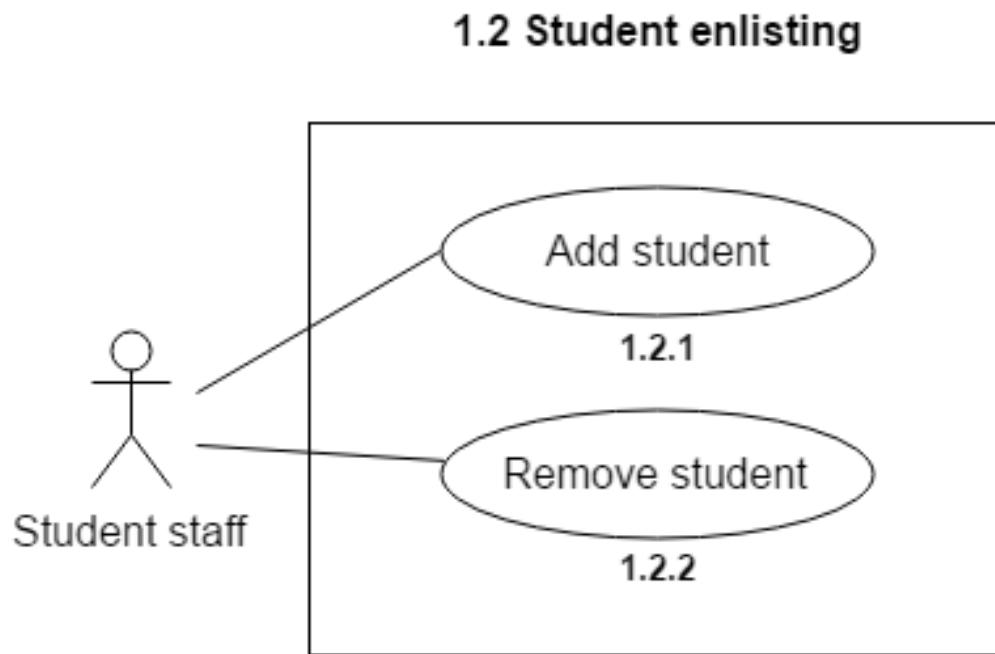 1.2 Student enlisting
Add student
1.2.1
Remove student
Student staff
1.2.2